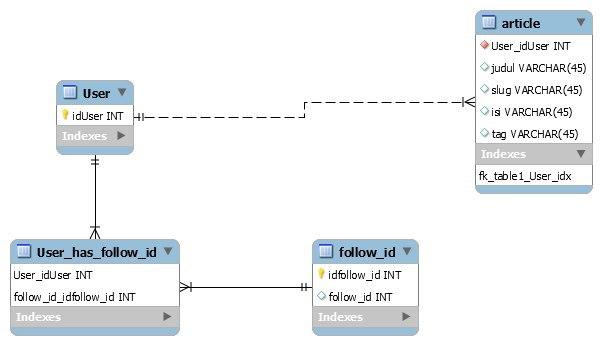 article
User_idUser INT
judul VARCHAR(45)
slug VARCHAR(45)
isi VARCHAR(45)
tag VARCHAR(45)
Indexes
fk_table1_User_idx
User
idUser INT
Indexes
User_has_follow_id
User_idUser INT
follow_id_idfollow_id INT
Indexes
follow_id
idfollow_id INT
follow_id INT
Indexes